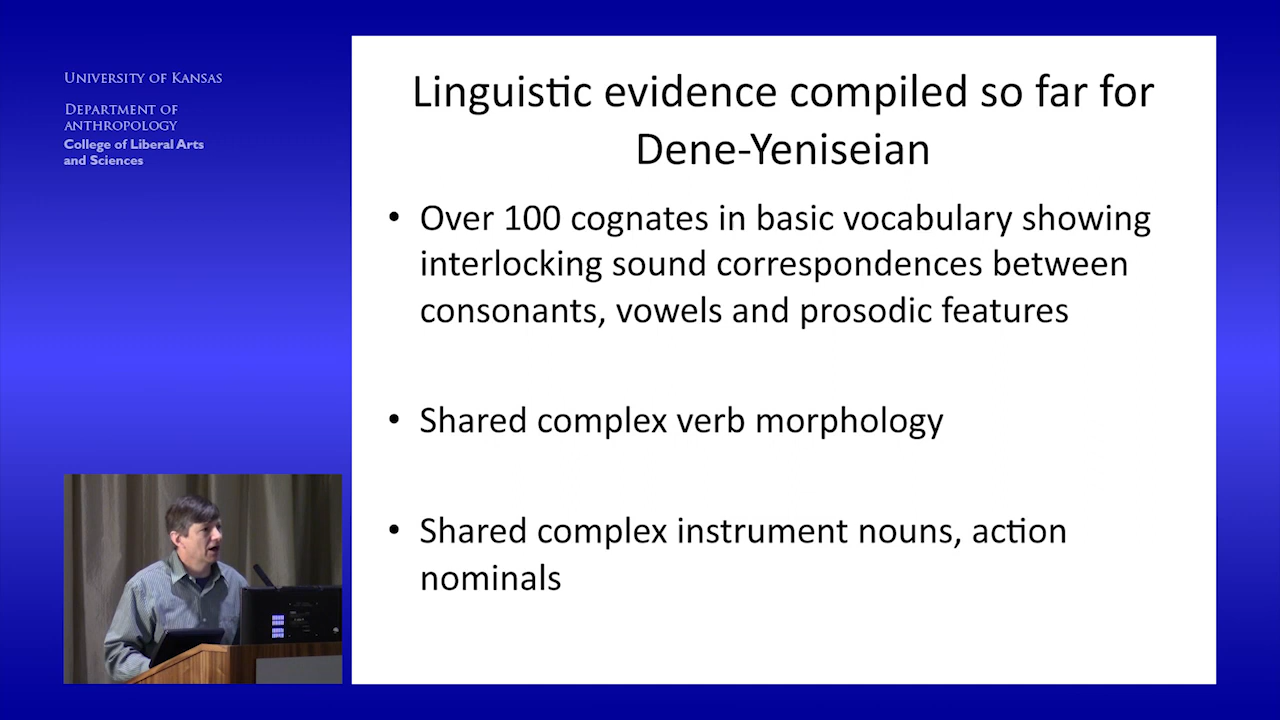 UNIVERSITY OF KANSAS
DEPARTMENT OF
ANTHROPOLOGY
College of Liberal Arts
and Sciences
Linguistic evidence compiled so far for
Dene-Yeniseian
• Over 100 cognates in basic vocabulary showing
interlocking sound correspondences between
consonants, vowels and prosodic features
• Shared complex verb morphology
• Shared complex instrument nouns, action
nominals